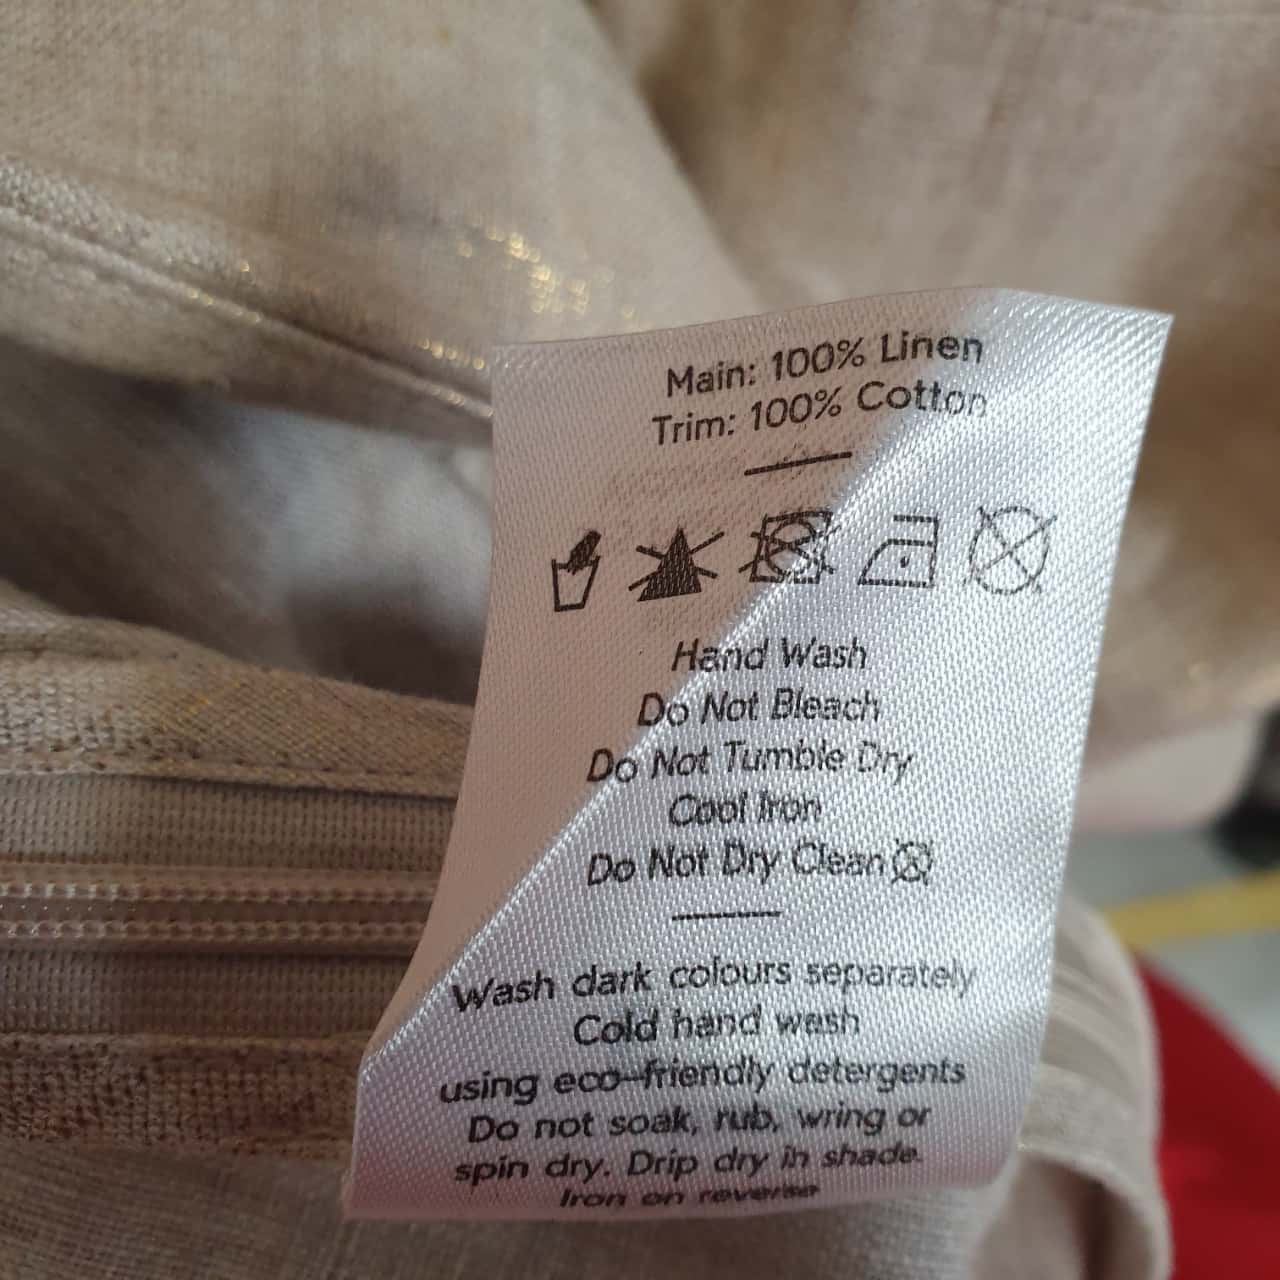 Main: 100% Linen
Trim: 100% Cotton
Hand Wash
Do Not Bleach
Do Not Tumble Dry
Cool Iron
Do Not Dry Clean
Wash dark colours separately
Cold hand wash
using eco-friendly detergents
Do not soak, rub, wring or
spin dry. Drip dry in shade.
Iron on reverse